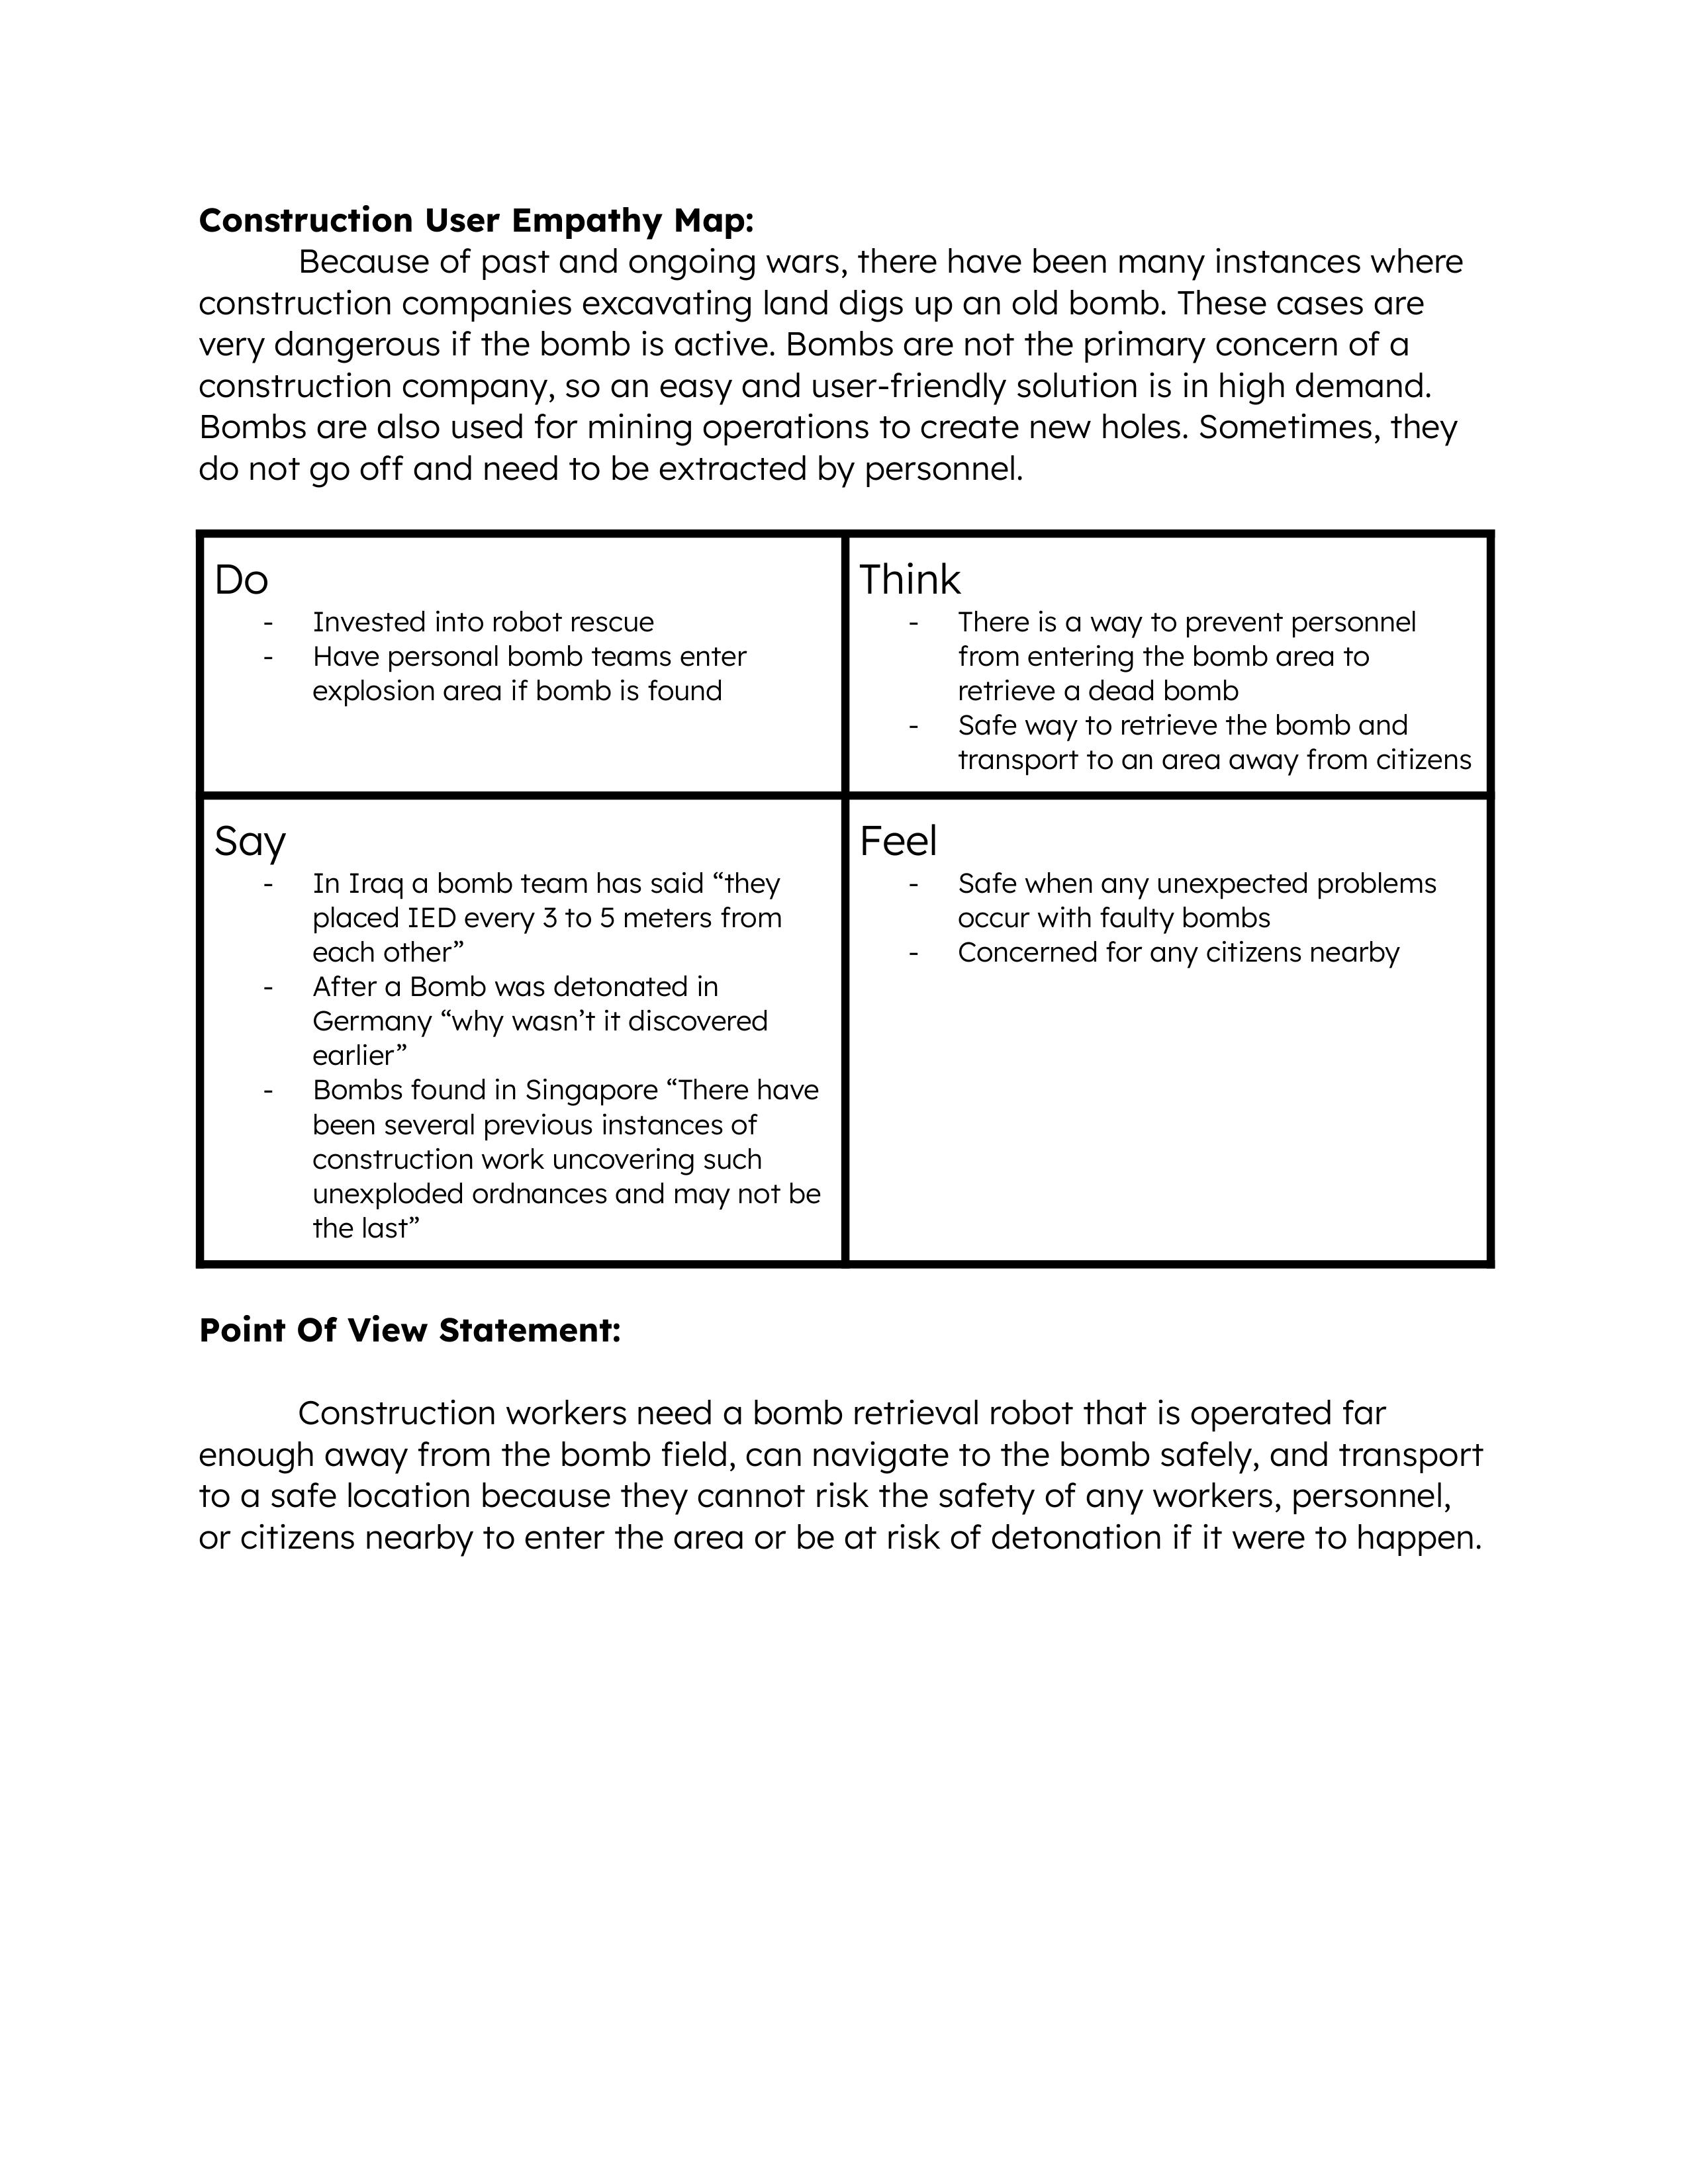 Construction User Empathy Map:
Because of past and ongoing wars, there have been many instances where
construction companies excavating land digs up an old bomb. These cases are
very dangerous if the bomb is active. Bombs are not the primary concern of a
construction company, so an easy and user-friendly solution is in high demand.
Bombs are also used for mining operations to create new holes. Sometimes, they
do not go off and need to be extracted by personnel.
Do
- Invested into robot rescue
- Have personal bomb teams enter
explosion area if bomb is found
Think
- There is a way to prevent personnel
from entering the bomb area to
retrieve a dead bomb
- Safe way to retrieve the bomb and
transport to an area away from citizens
Say
- In Iraq a bomb team has said “they
placed IED every 3 to 5 meters from
each other”
- After a Bomb was detonated in
Germany “why wasn’t it discovered
earlier”
- Bombs found in Singapore “There have
been several previous instances of
construction work uncovering such
unexploded ordnances and may not be
the last”
Feel
- Safe when any unexpected problems
occur with faulty bombs
- Concerned for any citizens nearby
Point Of View Statement:
Construction workers need a bomb retrieval robot that is operated far
enough away from the bomb field, can navigate to the bomb safely, and transport
to a safe location because they cannot risk the safety of any workers, personnel,
or citizens nearby to enter the area or be at risk of detonation if it were to happen.